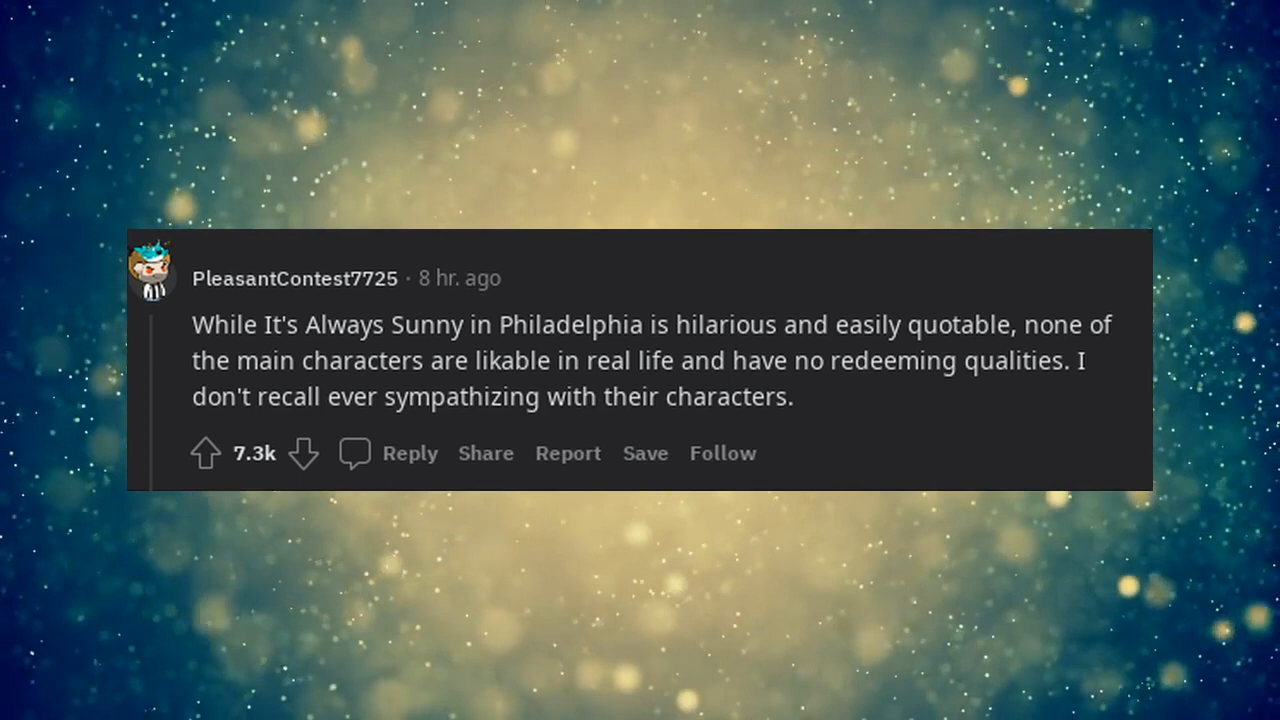 PleasantContest7725 · 8 hr. ago
While It's Always Sunny in Philadelphia is hilarious and easily quotable, none of
the main characters are likable in real life and have no redeeming qualities. I
don't recall ever sympathizing with their characters.
7.3k Reply Share Report Save Follow